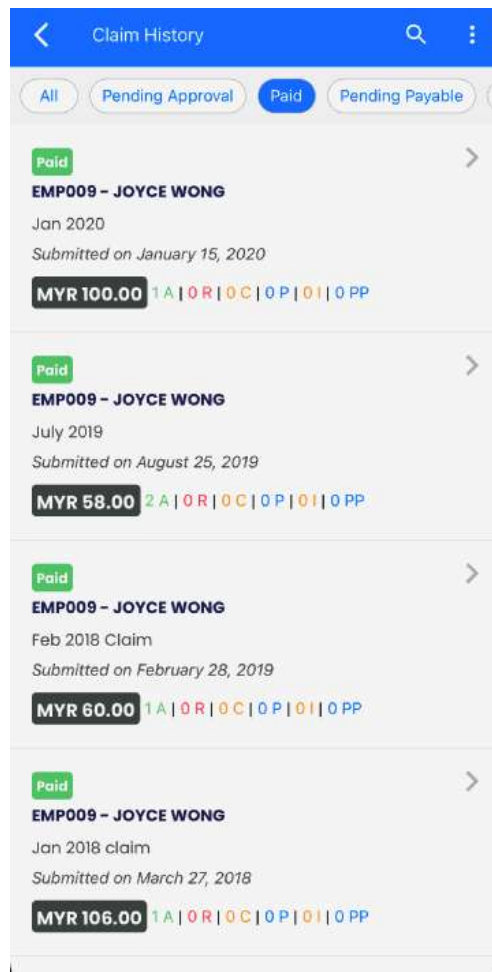 Claim History
All Pending Approval Paid Pending Payable
Paid
EMP009 - JOYCE WONG
Jan 2020
Submitted on January 15, 2020
MYR 100.00 1 A | 0 R | 0 C | 0 P | 0 I | 0 PP
Paid
EMP009 - JOYCE WONG
July 2019
Submitted on August 25, 2019
MYR 58.00 2 A | 0 R | 0 C | 0 P | 0 I | 0 PP
Paid
EMP009 - JOYCE WONG
Feb 2018 Claim
Submitted on February 28, 2019
MYR 60.00 1 A | 0 R | 0 C | 0 P | 0 I | 0 PP
Paid
EMP009 - JOYCE WONG
Jan 2018 claim
Submitted on March 27, 2018
MYR 106.00 1 A | 0 R | 0 C | 0 P | 0 I | 0 PP